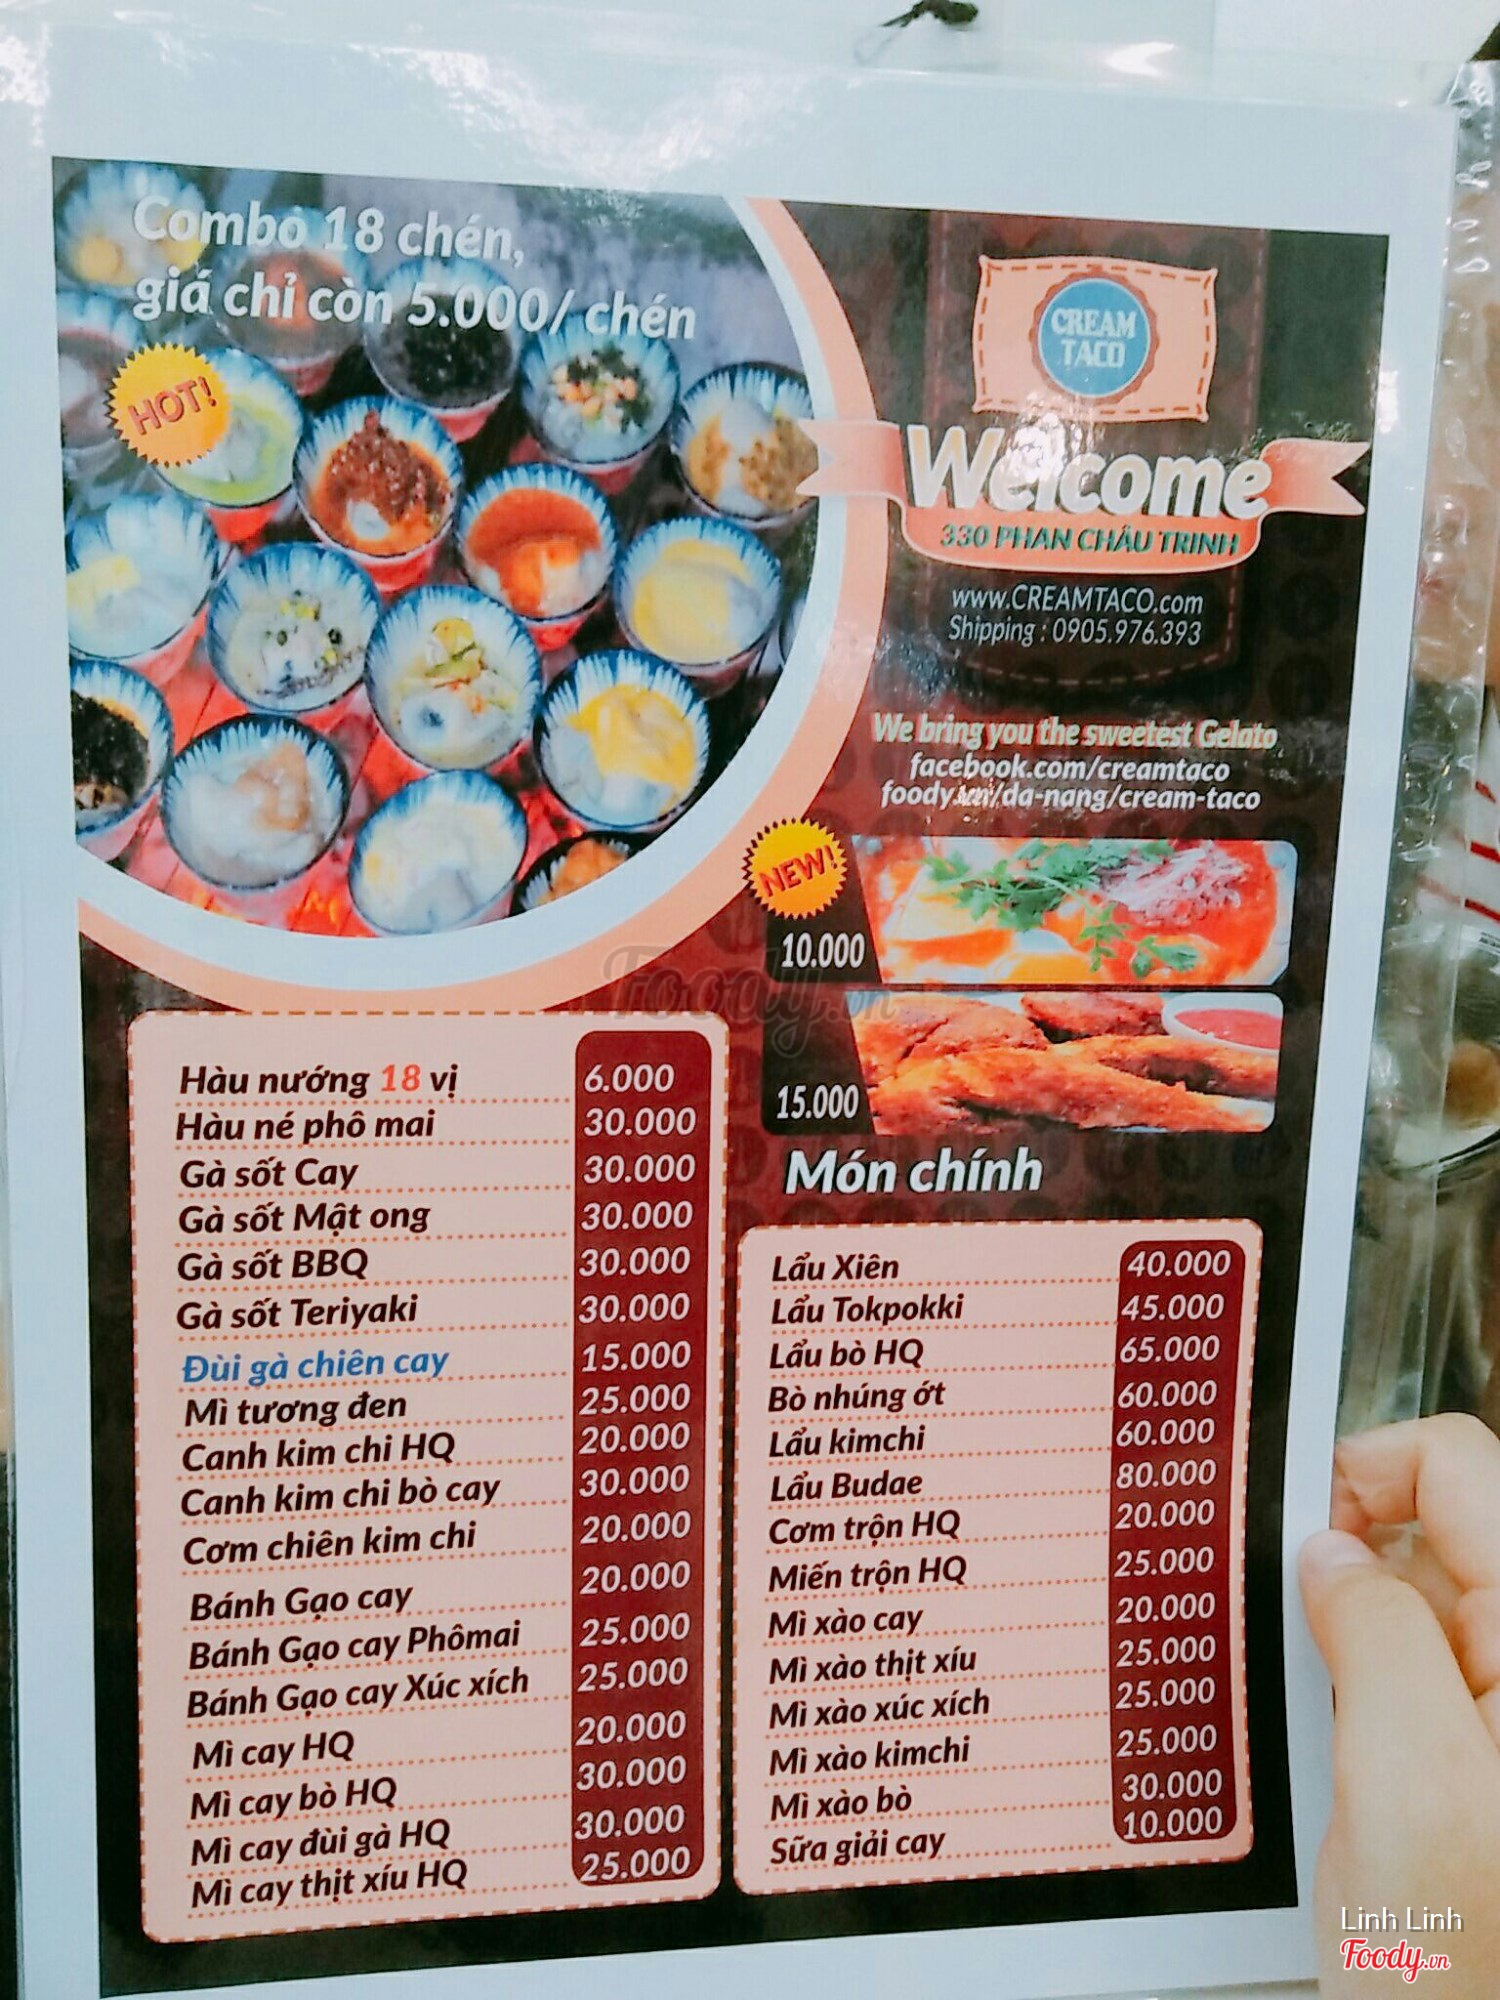 Combo 18 chén,
giá chỉ còn 5.000/ chén
HOT!
CREAM
TACO
Welcome
330 PHAN CHÂU TRINH
www.CREAMTACO.com
Shipping : 0905.976.393
We bring you the sweetest Gelato
facebook.com/creamtaco
foody.vn/da-nang/cream-taco
NEW!
10.000
15.000
Foody.vn
Hàu nướng 18 vị 6.000
Hàu né phô mai 30.000
Gà sốt Cay 30.000
Gà sốt Mật ong 30.000
Gà sốt BBQ 30.000
Gà sốt Teriyaki 30.000
Đùi gà chiên cay 15.000
Mì tương đen 25.000
Canh kim chi HQ 20.000
Canh kim chi bò cay 30.000
Cơm chiên kim chi 20.000
Bánh Gạo cay 20.000
Bánh Gạo cay Phômai 25.000
Bánh Gạo cay Xúc xích 25.000
Mì cay HQ 20.000
Mì cay bò HQ 30.000
Mì cay đùi gà HQ 30.000
Mì cay thịt xíu HQ 25.000
Món chính
Lẩu Xiên 40.000
Lẩu Tokpokki 45.000
Lẩu bò HQ 65.000
Bò nhúng ớt 60.000
Lẩu kimchi 60.000
Lẩu Budae 80.000
Cơm trộn HQ 20.000
Miến trộn HQ 25.000
Mì xào cay 20.000
Mì xào thịt xíu 25.000
Mì xào xúc xích 25.000
Mì xào kimchi 25.000
Mì xào bò 30.000
Sữa giải cay 10.000
Linh Linh
Foody.vn